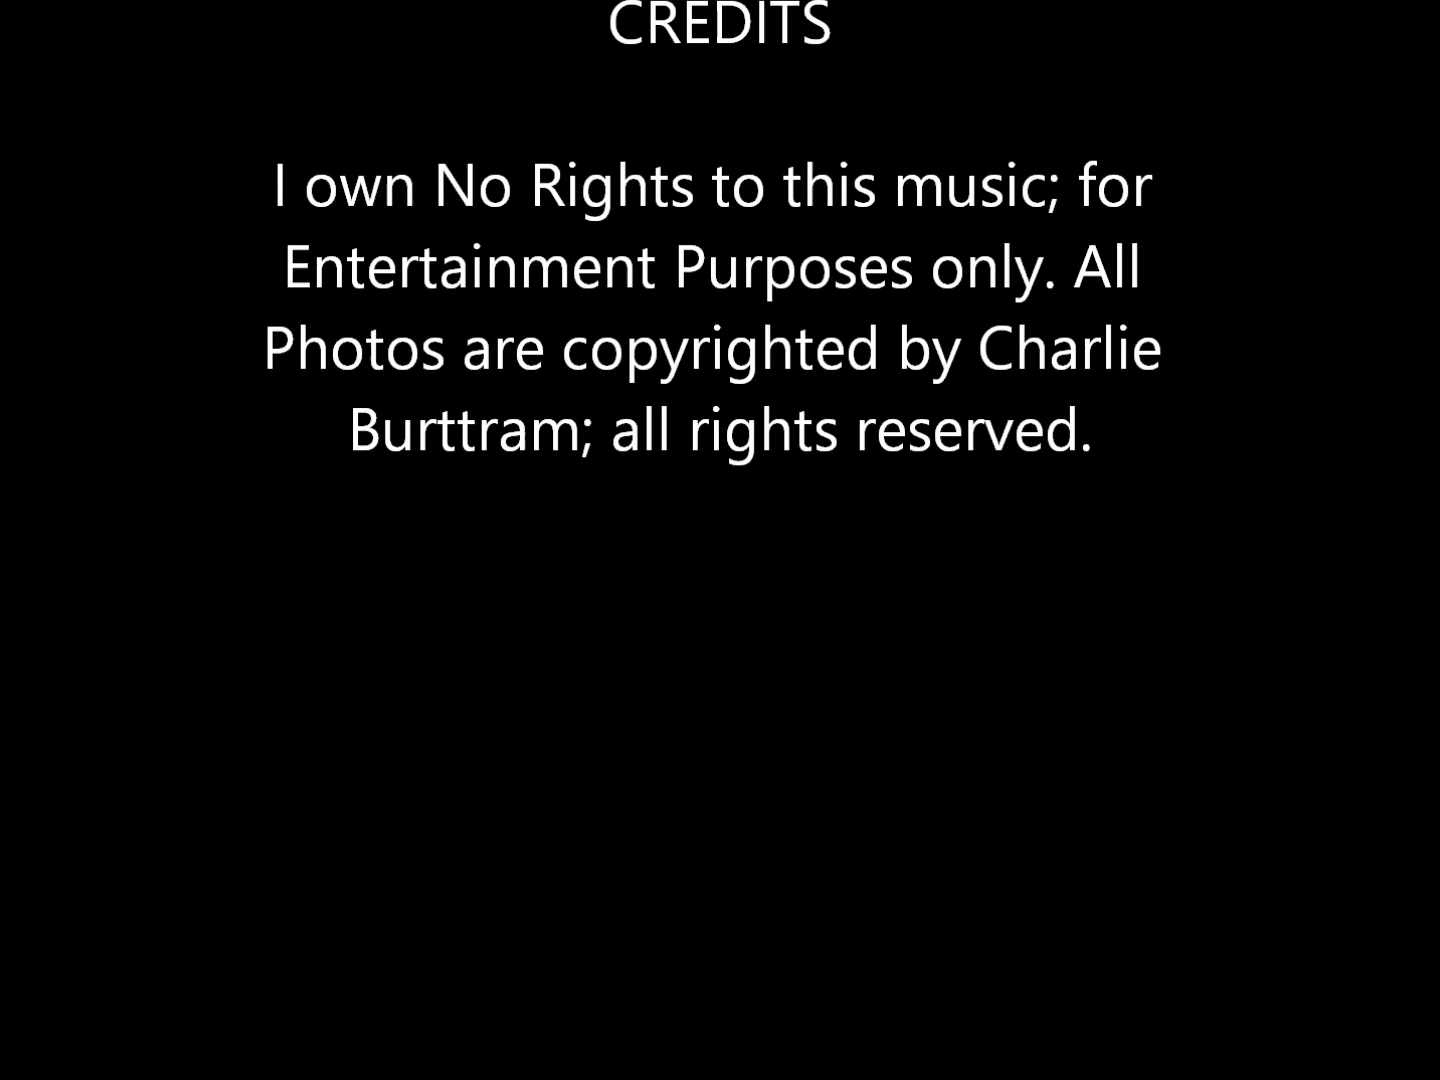 CREDITS
I own No Rights to this music; for
Entertainment Purposes only. All
Photos are copyrighted by Charlie
Burttram; all rights reserved.